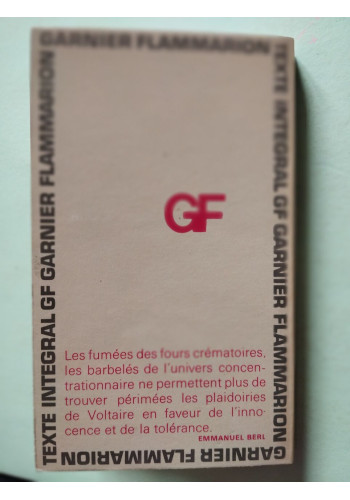 GARNIER FLAMMARION
TEXTE INTEGRAL GF GARNIER FLAMMARION
TEXTE INTEGRAL GF GARNIER FLAMMARION
GF
Les fumées des fours crématoires,
les barbelés de l'univers concen-
trationnaire ne permettent plus de
trouver périmées les plaidoiries
de Voltaire en faveur de l'inno-
cence et de la tolérance.
EMMANUEL BERL
GARNIER FLAMMARION